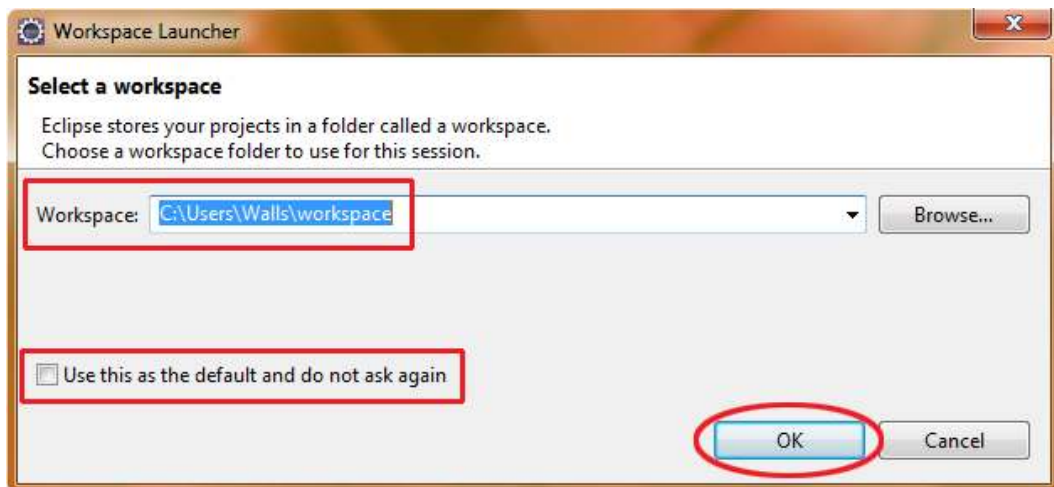 Workspace Launcher
Select a workspace
Eclipse stores your projects in a folder called a workspace.
Choose a workspace folder to use for this session.
Workspace: C:\Users\Walls\workspace Browse...
Use this as the default and do not ask again
OK Cancel